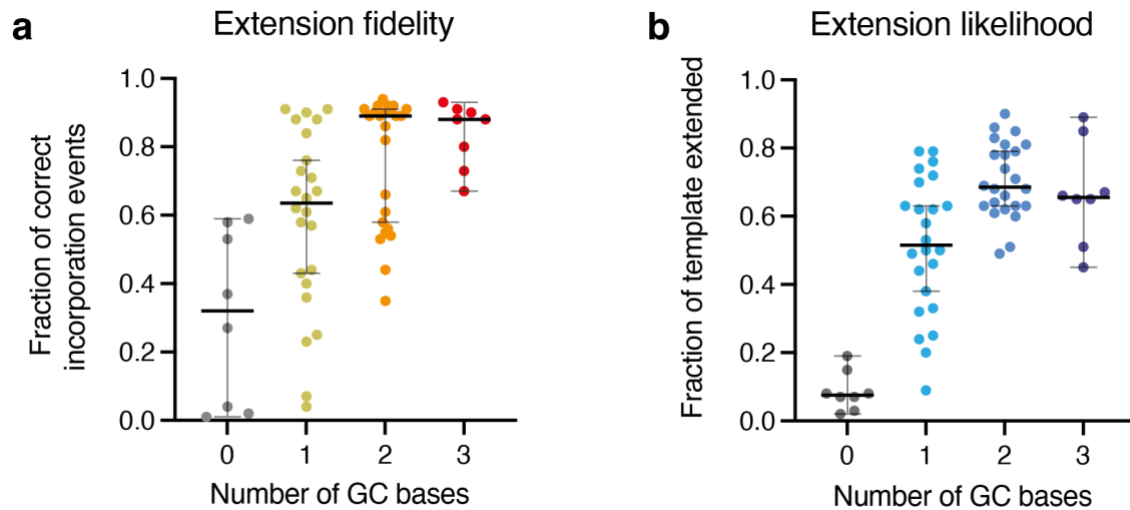 a
Extension fidelity
Fraction of correct
incorporation events
1.0
0.8
0.6
0.4
0.2
0.0
0 1 2 3
Number of GC bases
b
Extension likelihood
Fraction of template extended
1.0
0.8
0.6
0.4
0.2
0.0
0 1 2 3
Number of GC bases